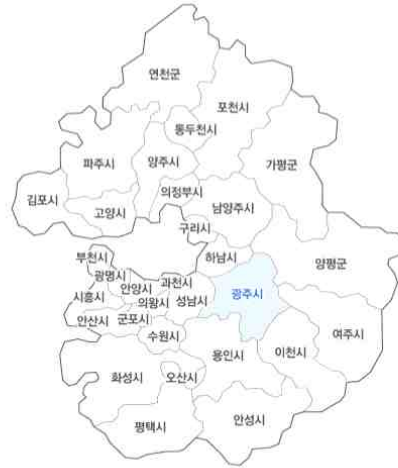 연천군
포천시
동두천시
파주시
양주시
가평군
의정부시
김포시
고양시
남양주시
구리시
부천시
하남시
양평군
광명시
과천시
안양시
시흥시
의왕시
성남시
광주시
안산시
군포시
수원시
여주시
용인시
이천시
화성시
오산시
평택시
안성시